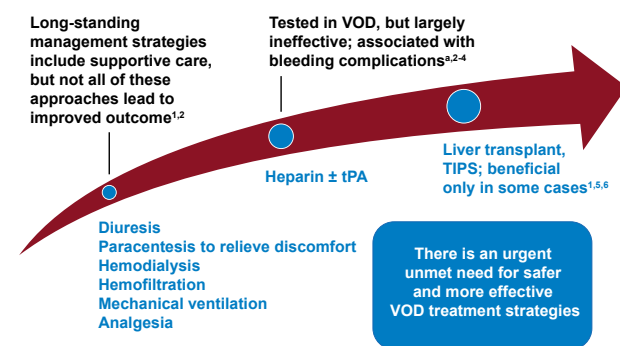 Long-standing
management strategies
include supportive care,
but not all of these
approaches lead to
improved outcome1,2
Tested in VOD, but largely
ineffective; associated with
bleeding complicationsa,2-4
Diuresis
Paracentesis to relieve discomfort
Hemodialysis
Hemofiltration
Mechanical ventilation
Analgesia
Heparin ± tPA
Liver transplant,
TIPS; beneficial
only in some cases1,5,6
There is an urgent
unmet need for safer
and more effective
VOD treatment strategies